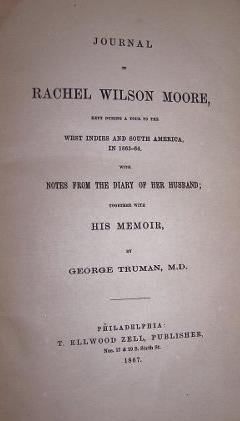 JOURNAL
OF
RACHEL WILSON MOORE,
KEPT DURING A TOUR TO THE
WEST INDIES AND SOUTH AMERICA,
IN 1863-64.
WITH
NOTES FROM THE DIARY OF HER HUSBAND;
TOGETHER WITH
HIS MEMOIR,
BY
GEORGE TRUMAN, M.D.
PHILADELPHIA:
T. ELLWOOD ZELL, PUBLISHER,
Nos. 17 & 19 S. Sixth St.
1867.